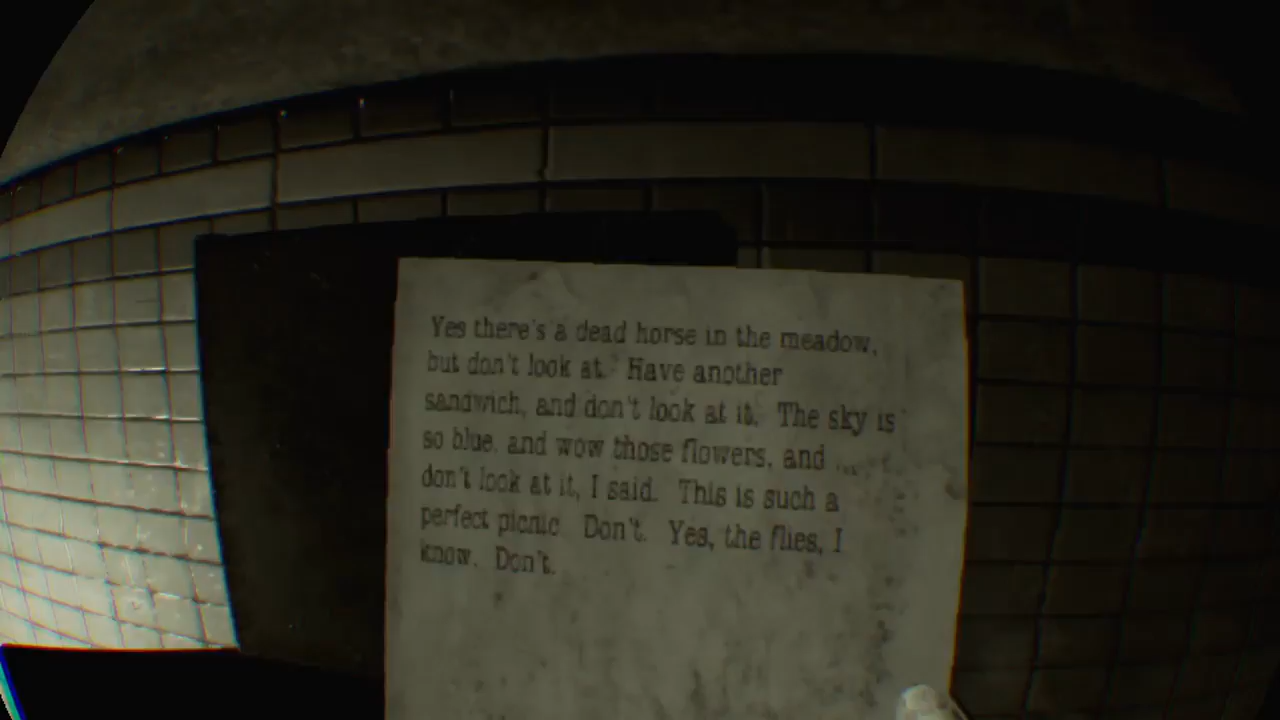 Yes there's a dead horse in the meadow,
but don't look at. Have another
sandwich, and don't look at it. The sky is
so blue, and wow those flowers, and ...
don't look at it, I said. This is such a
perfect picnic. Don't. Yes, the flies, I
know. Don't.